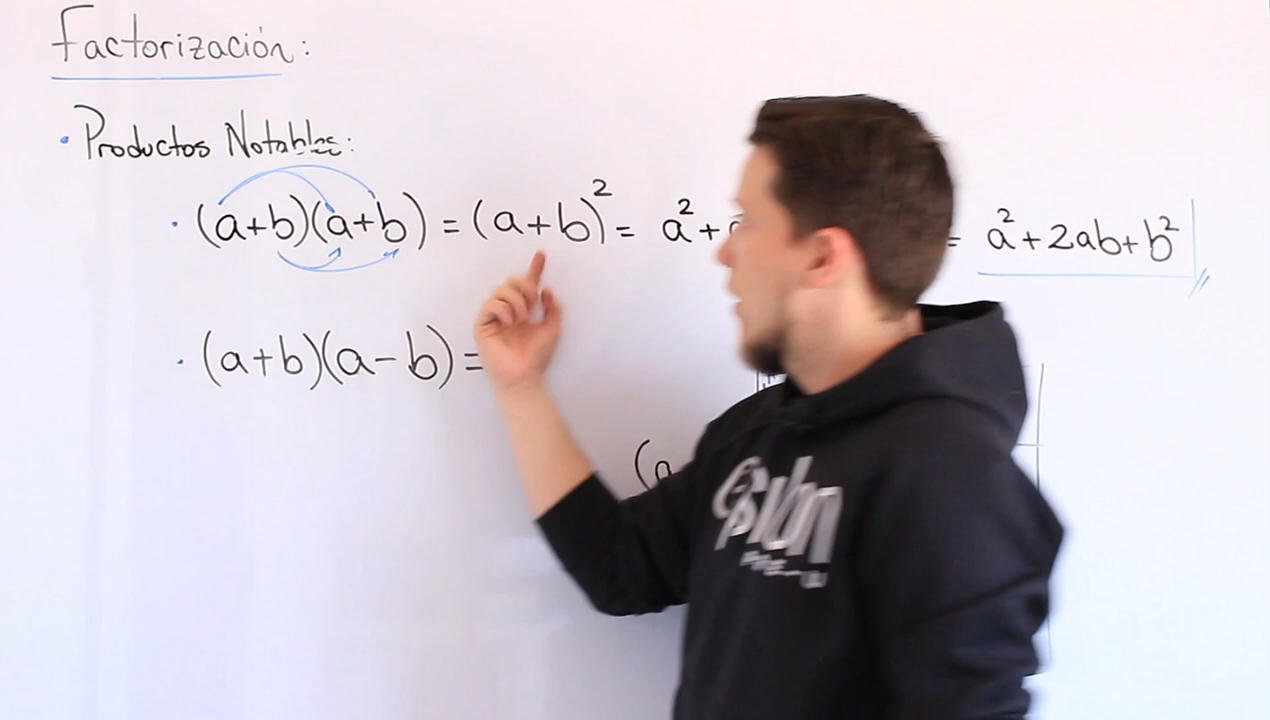 Factorización:
• Productos Notables:
• (a+b)(a+b) = (a+b)² = a² + = a² + 2ab + b²
• (a+b)(a-b) =
(a